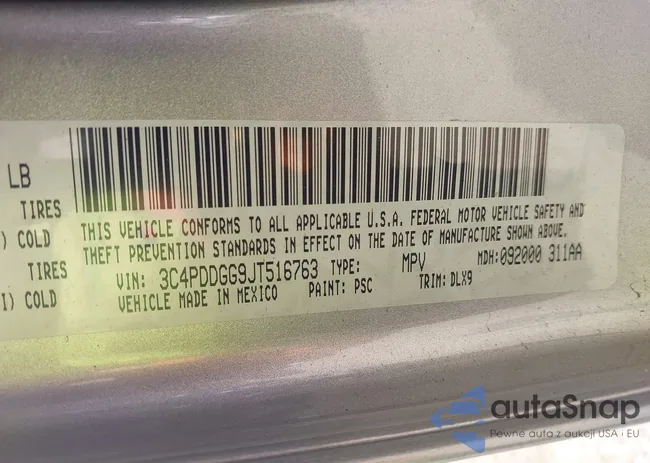 LB
TIRES
) COLD
TIRES
I) COLD
THIS VEHICLE CONFORMS TO ALL APPLICABLE U.S.A. FEDERAL MOTOR VEHICLE SAFETY AND
THEFT PREVENTION STANDARDS IN EFFECT ON THE DATE OF MANUFACTURE SHOWN ABOVE.
VIN: 3C4PDDGG9JT516763 TYPE: MPV MDH:092000 311AA
VEHICLE MADE IN MEXICO PAINT: PSC TRIM: DLX9
autaSnap
Pewne auta z aukcji USA i EU